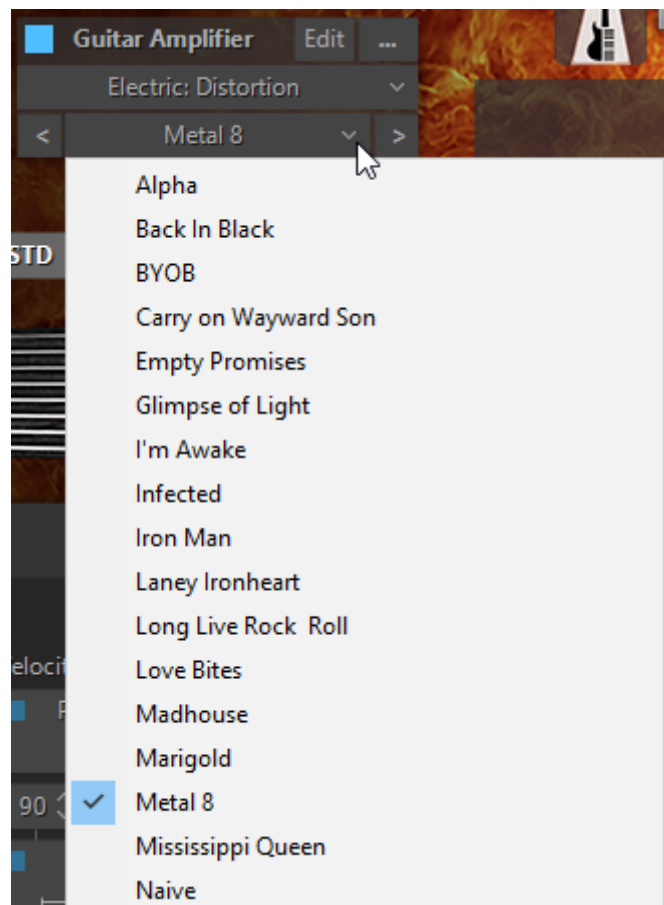 Guitar Amplifier Edit ...
Electric: Distortion
< Metal 8 >
Alpha
Back In Black
STD
BYOB
Carry on Wayward Son
Empty Promises
Glimpse of Light
I'm Awake
Infected
Iron Man
Laney Ironheart
Long Live Rock  Roll
elocit
Love Bites
Madhouse
Marigold
90
Metal 8
Mississippi Queen
Naive